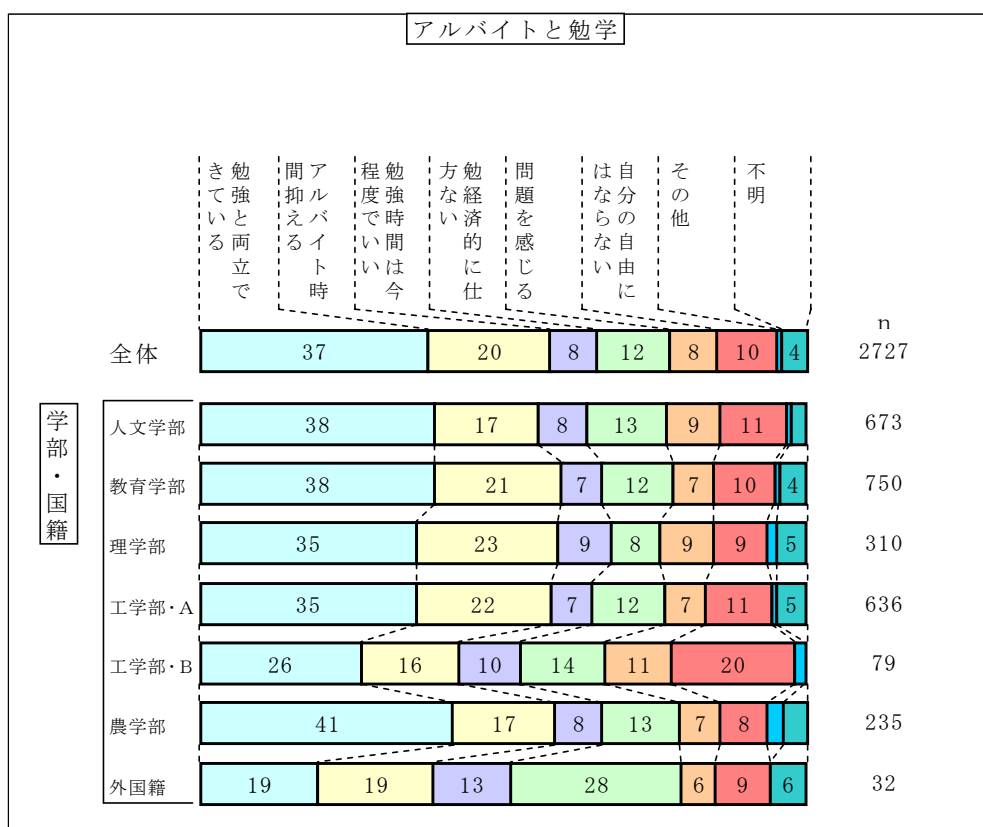 アルバイトと勉学
勉強と両立で
きている
アルバイト時
間抑える
勉強時間は今
程度でいい
勉経済的に仕
方ない
問題を感じる
自分の自由に
はならない
その他
不明
n
全体 37 20 8 12 8 10 4 2727
学部・国籍
人文学部 38 17 8 13 9 11 673
教育学部 38 21 7 12 7 10 4 750
理学部 35 23 9 8 9 9 5 310
工学部・A 35 22 7 12 7 11 5 636
工学部・B 26 16 10 14 11 20 79
農学部 41 17 8 13 7 8 235
外国籍 19 19 13 28 6 9 6 32